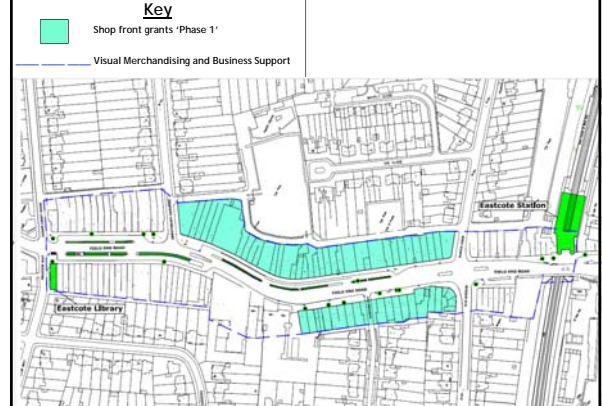 Key
Shop front grants ‘Phase 1’
Visual Merchandising and Business Support
Eastcote Station
FIELD END ROAD
FIELD END ROAD
FIELD END ROAD
Eastcote Library